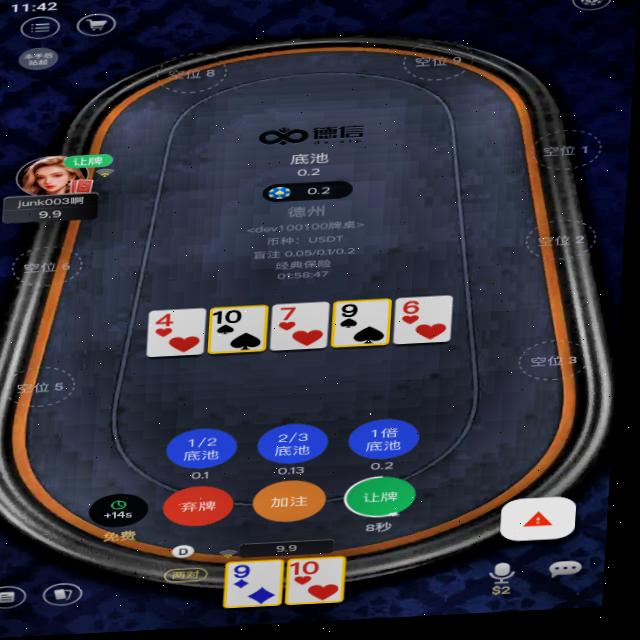 11:42
空位 8
空位 9
德信
底池
0.2
让牌
0.2
空位 1
junk003啊
9.9
德州
<dev100100牌桌>
币种：USDT
盲注 0.05/0.1/0.2
经典保险
01:58:47
空位 2
空位 6
4
10
7
9
6
空位 3
空位 5
1/2
底池
2/3
底池
1倍
底池
0.1
0.13
0.2
+14s
免费
弃牌
加注
让牌
8秒
D
9.9
两对
9
10
$2